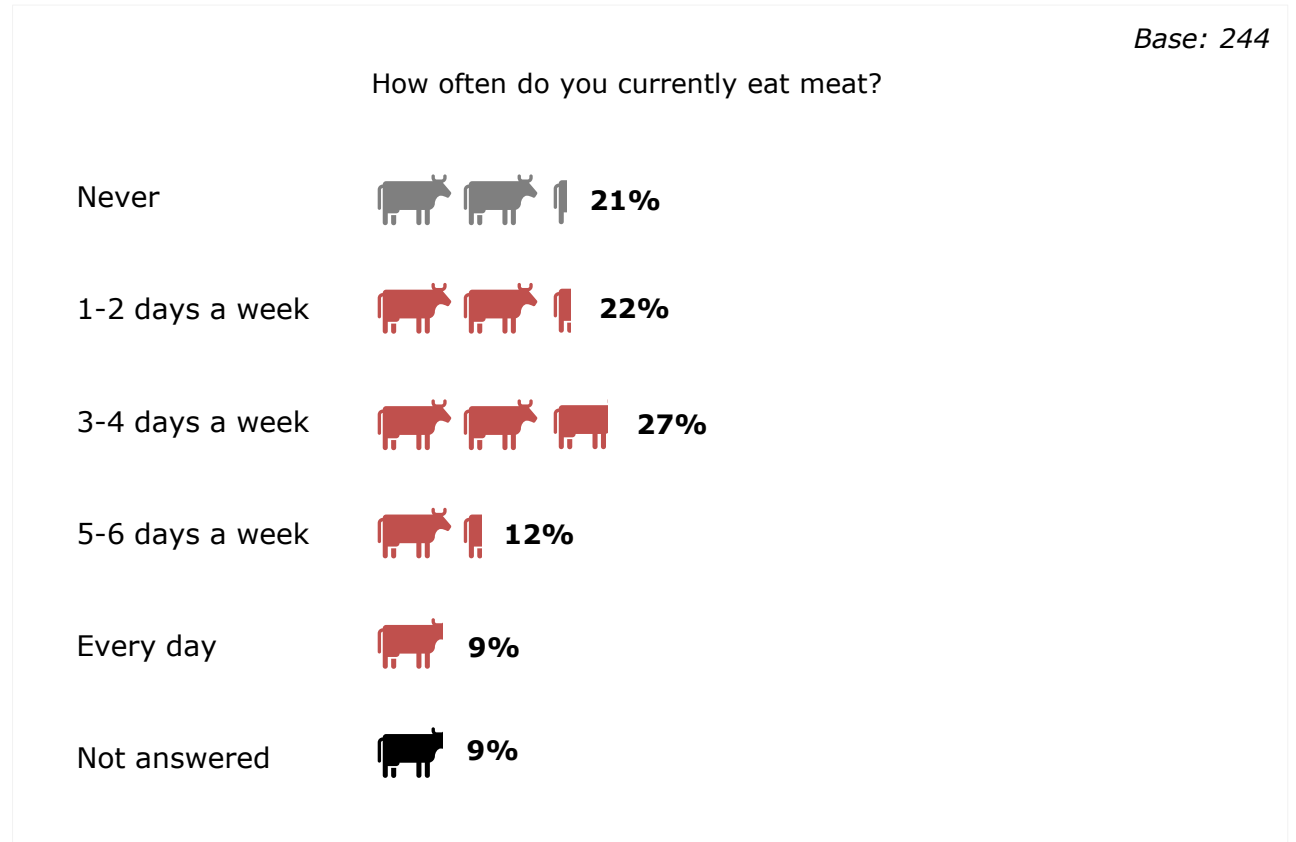 Base: 244
How often do you currently eat meat?
Never 21%
1-2 days a week 22%
3-4 days a week 27%
5-6 days a week 12%
Every day 9%
Not answered 9%